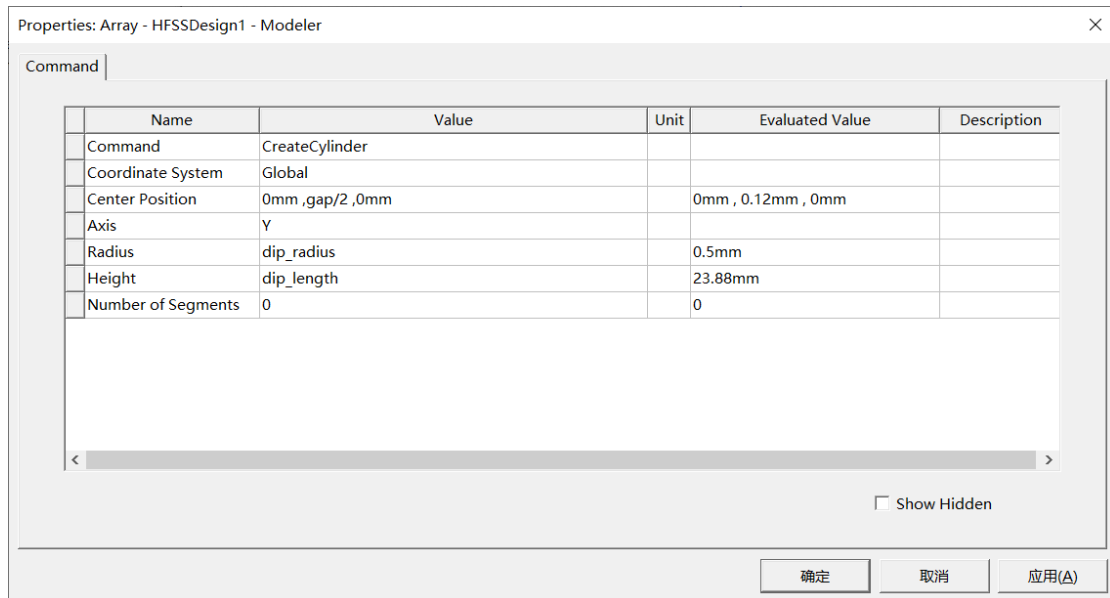 Properties: Array - HFSSDesign1 - Modeler
Command
Name Value Unit Evaluated Value Description
Command CreateCylinder
Coordinate System Global
Center Position 0mm ,gap/2 ,0mm 0mm , 0.12mm , 0mm
Axis Y
Radius dip_radius 0.5mm
Height dip_length 23.88mm
Number of Segments 0 0
Show Hidden
确定 取消 应用(A)